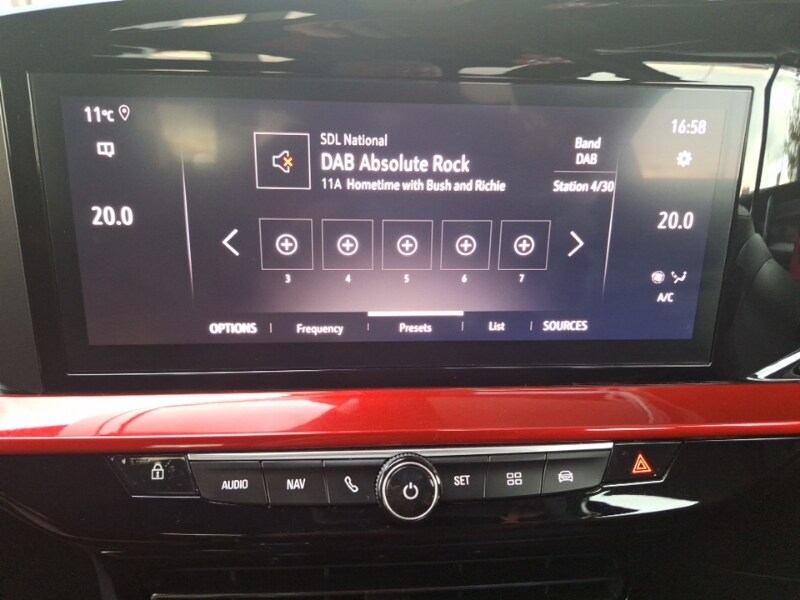 11°C
16:58
SDL National
DAB Absolute Rock
11A Hometime with Bush and Richie
Band
DAB
Station 4/30
20.0
20.0
3 4 5 6 7
A/C
OPTIONS Frequency Presets List SOURCES
AUDIO NAV SET